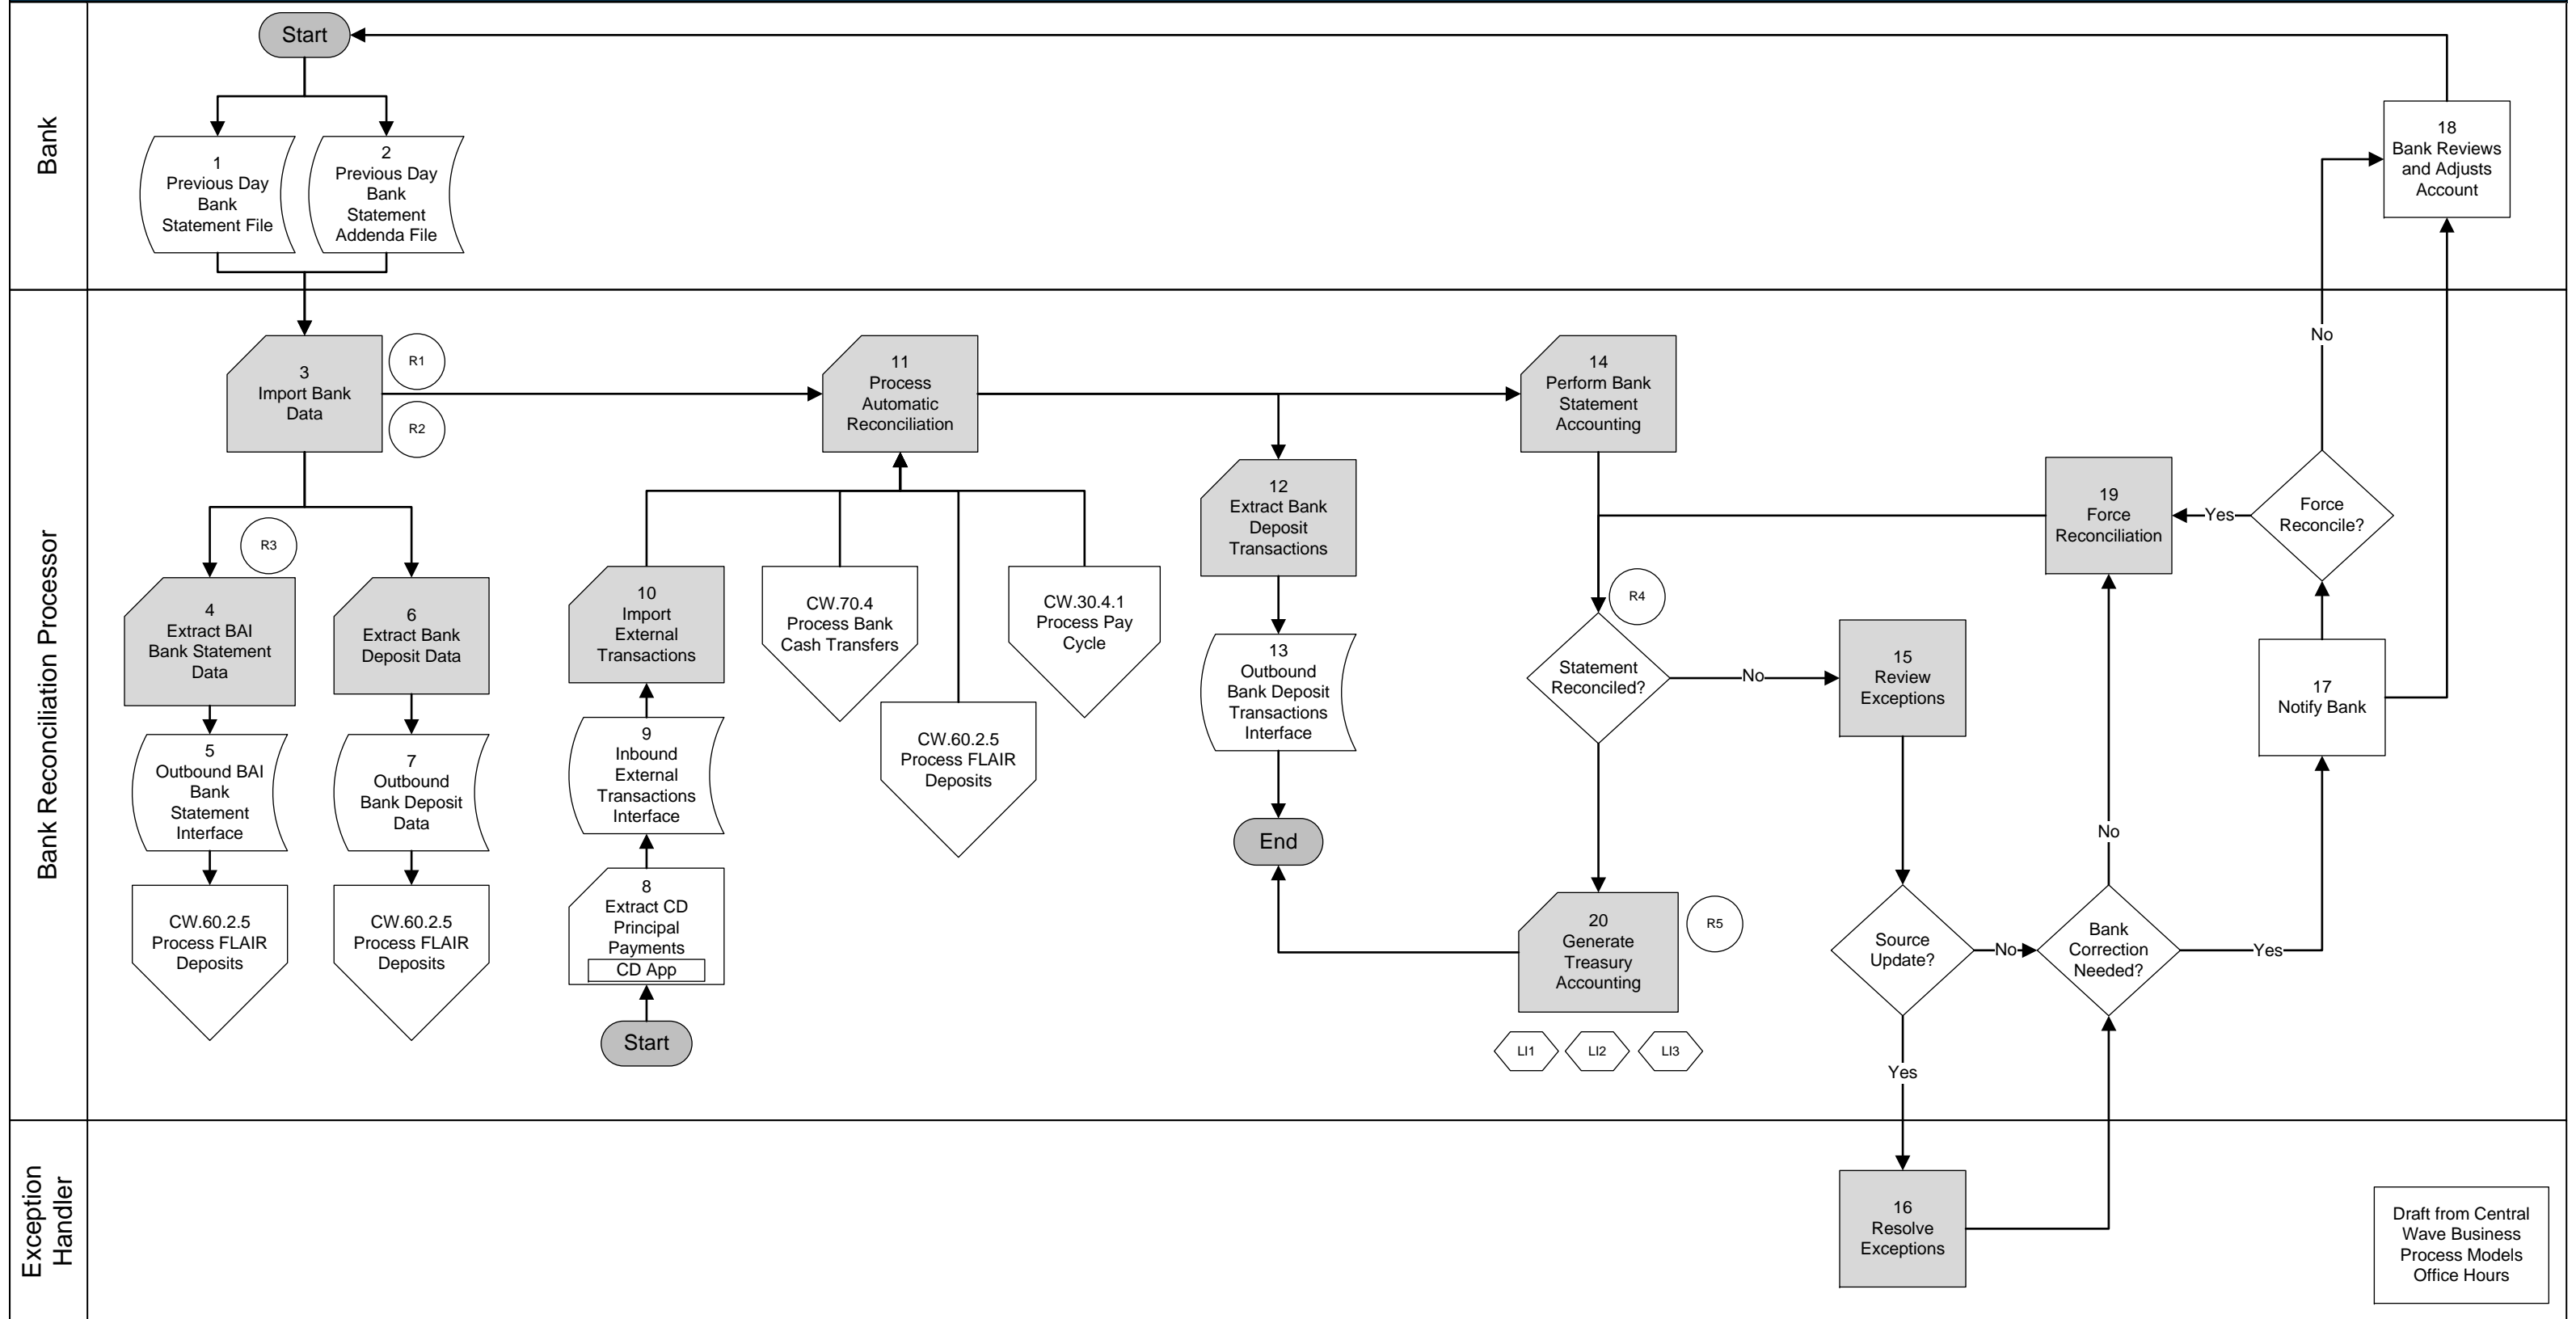 Bank
Start
1
Previous Day
Bank
Statement File
2
Previous Day
Bank
Statement
Addenda File
18
Bank Reviews
and Adjusts
Account
Bank Reconciliation Processor
3
Import Bank
Data
R1
R2
R3
4
Extract BAI
Bank Statement
Data
5
Outbound BAI
Bank
Statement
Interface
CW.60.2.5
Process FLAIR
Deposits
6
Extract Bank
Deposit Data
7
Outbound
Bank Deposit
Data
CW.60.2.5
Process FLAIR
Deposits
11
Process
Automatic
Reconciliation
10
Import
External
Transactions
9
Inbound
External
Transactions
Interface
8
Extract CD
Principal
Payments
CD App
Start
CW.70.4
Process Bank
Cash Transfers
CW.60.2.5
Process FLAIR
Deposits
CW.30.4.1
Process Pay
Cycle
12
Extract Bank
Deposit
Transactions
13
Outbound
Bank Deposit
Transactions
Interface
End
14
Perform Bank
Statement
Accounting
R4
Statement
Reconciled?
No
20
Generate
Treasury
Accounting
R5
LI1
LI2
LI3
15
Review
Exceptions
Source
Update?
No
Yes
Bank
Correction
Needed?
No
Yes
19
Force
Reconciliation
Yes
Force
Reconcile?
No
17
Notify Bank
Exception
Handler
16
Resolve
Exceptions
Draft from Central
Wave Business
Process Models
Office Hours